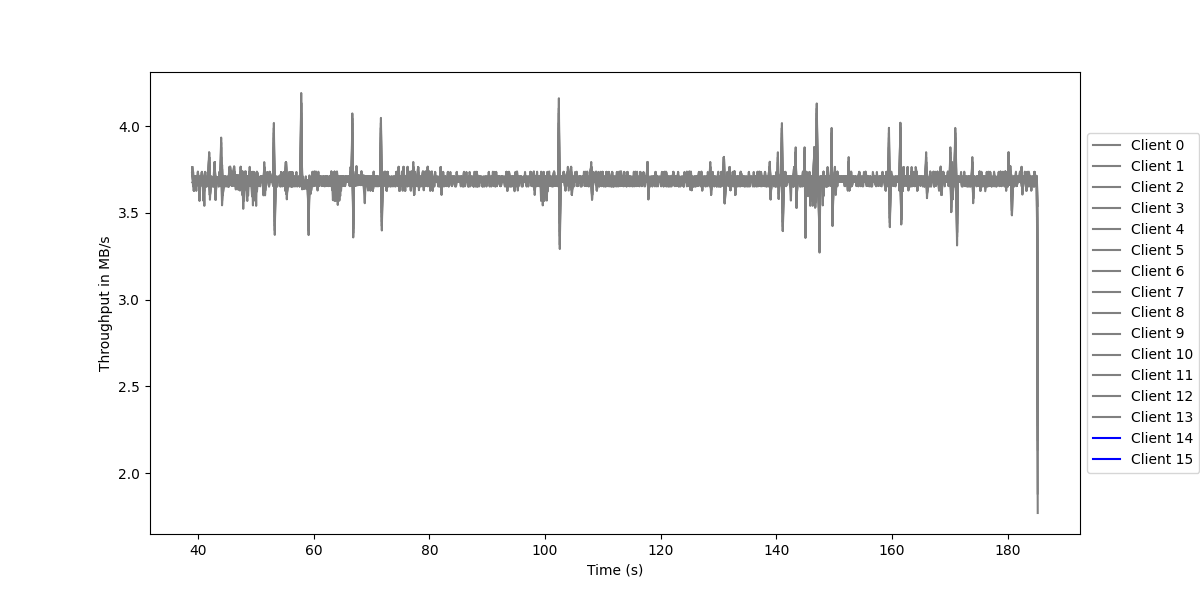 Throughput in MB/s
4.0
3.5
3.0
2.5
2.0
40 60 80 100 120 140 160 180
Time (s)
Client 0
Client 1
Client 2
Client 3
Client 4
Client 5
Client 6
Client 7
Client 8
Client 9
Client 10
Client 11
Client 12
Client 13
Client 14
Client 15